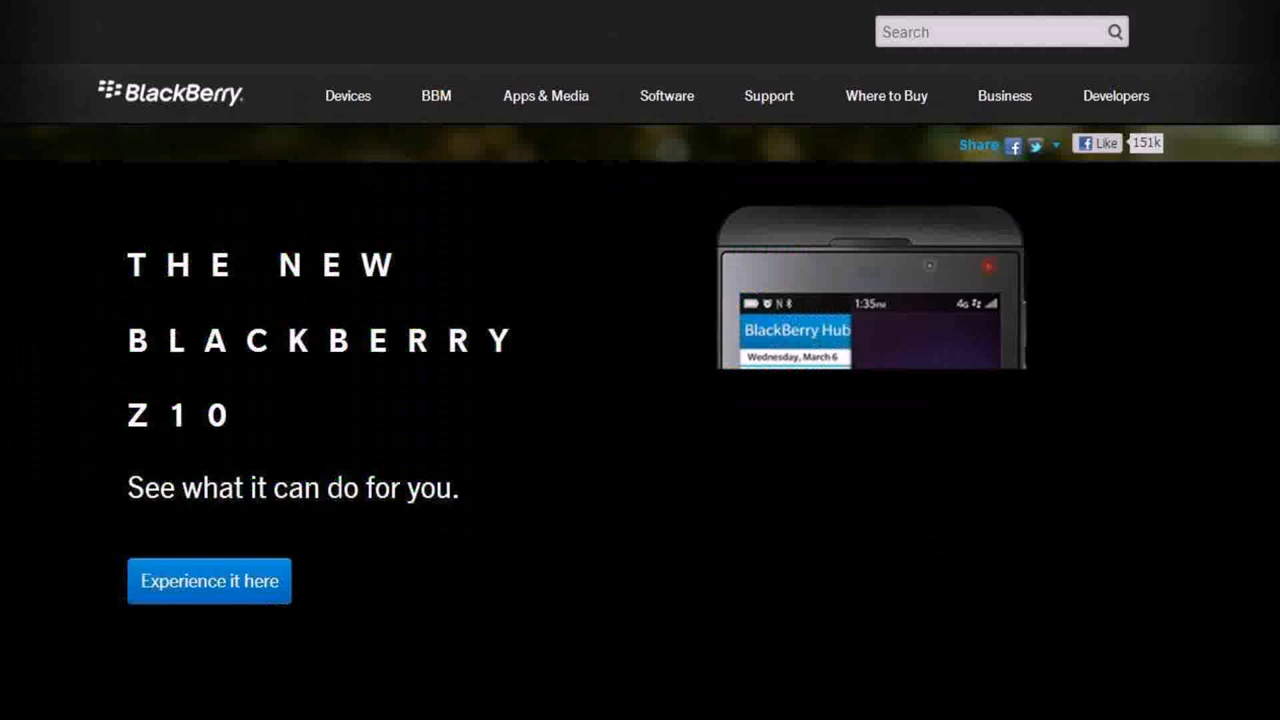 Search
BlackBerry
Devices BBM Apps & Media Software Support Where to Buy Business Developers
Share Like 151k
THE NEW
BLACKBERRY
Z10
See what it can do for you.
Experience it here
1:35PM 4G
BlackBerry Hub
Wednesday, March 6